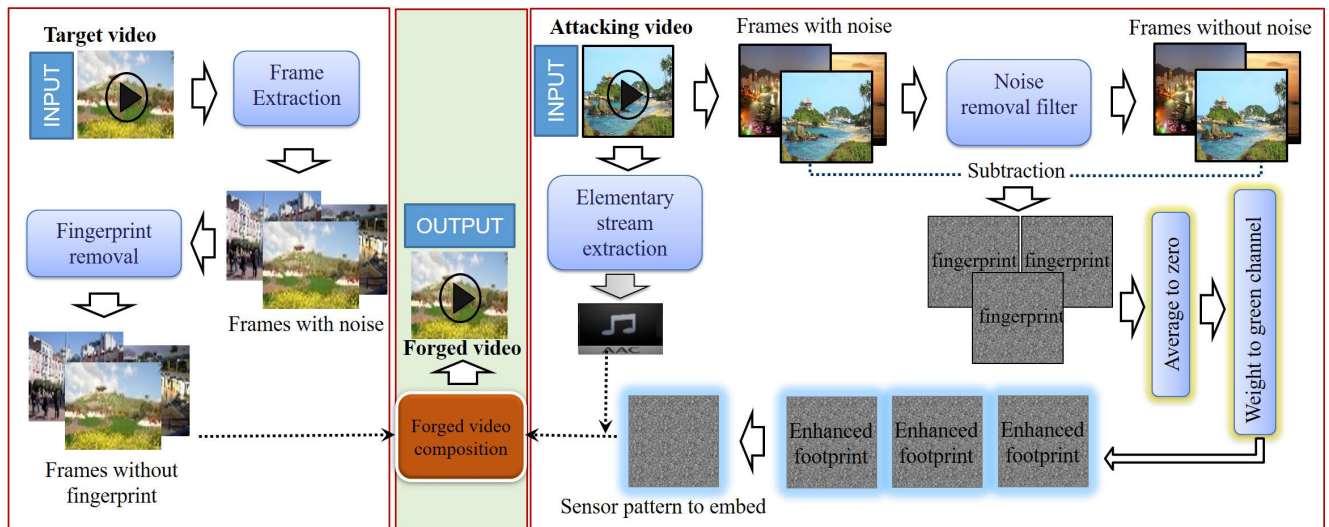 Target video
INPUT
Frame
Extraction
Fingerprint
removal
Frames with noise
Frames without
fingerprint
OUTPUT
Forged video
Forged video
composition
Attacking video
INPUT
Frames with noise
Noise
removal filter
Frames without noise
Subtraction
Elementary
stream
extraction
AAC
fingerprint
fingerprint
fingerprint
Average to zero
Weight to green channel
Enhanced
footprint
Enhanced
footprint
Enhanced
footprint
Sensor pattern to embed